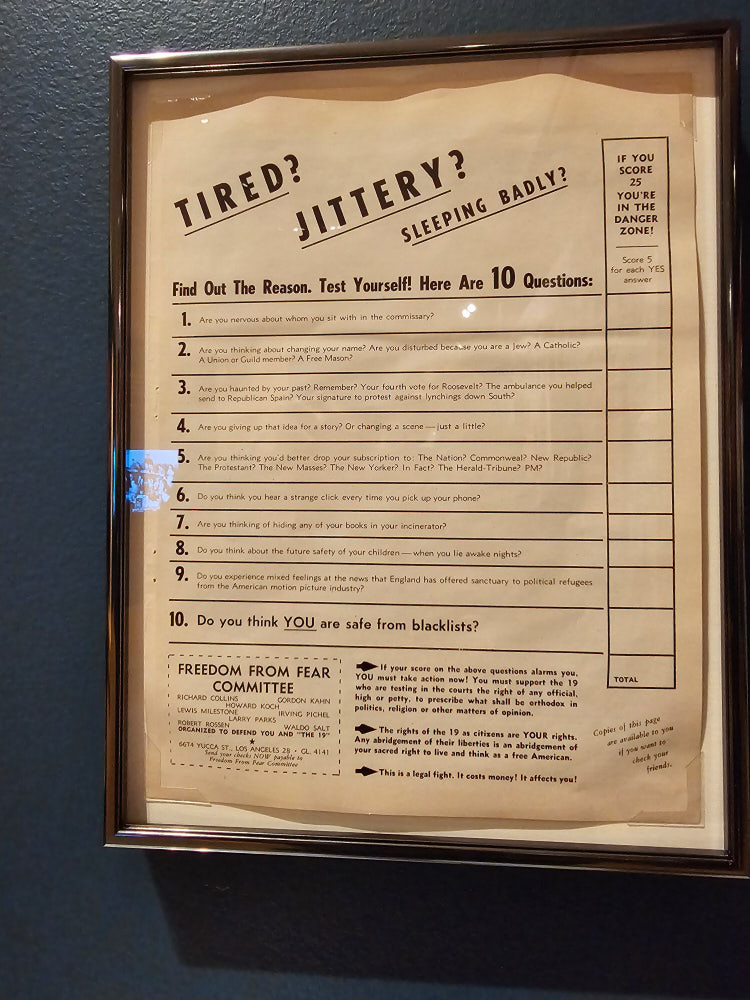 TIRED?
JITTERY?
SLEEPING BADLY?
IF YOU
SCORE
25
YOU'RE
IN THE
DANGER
ZONE!
Score 5
for each YES
answer
Find Out The Reason. Test Yourself! Here Are 10 Questions:
1. Are you nervous about whom you sit with in the commissary?
2. Are you thinking about changing your name? Are you disturbed because you are a Jew? A Catholic?
A Union or Guild member? A Free Mason?
3. Are you haunted by your past? Remember? Your fourth vote for Roosevelt? The ambulance you helped
send to Republican Spain? Your signature to protest against lynchings down South?
4. Are you giving up that idea for a story? Or changing a scene — just a little?
5. Are you thinking you'd better drop your subscription to: The Nation? Commonweal? New Republic?
The Protestant? The New Masses? The New Yorker? In Fact? The Herald-Tribune? PM?
6. Do you think you hear a strange click every time you pick up your phone?
7. Are you thinking of hiding any of your books in your incinerator?
8. Do you think about the future safety of your children — when you lie awake nights?
9. Do you experience mixed feelings at the news that England has offered sanctuary to political refugees
from the American motion picture industry?
10. Do you think YOU are safe from blacklists?
TOTAL
FREEDOM FROM FEAR
COMMITTEE
RICHARD COLLINS GORDON KAHN
HOWARD KOCH
LEWIS MILESTONE IRVING PICHEL
LARRY PARKS
ROBERT ROSSEN WALDO SALT
ORGANIZED TO DEFEND YOU AND "THE 19"
6674 YUCCA ST., LOS ANGELES 28 • GL. 4141
Send your checks NOW payable to
Freedom From Fear Committee
If your score on the above questions alarms you,
YOU must take action now! You must support the 19
who are testing in the courts the right of any official,
high or petty, to prescribe what shall be orthodox in
politics, religion or other matters of opinion.
The rights of the 19 as citizens are YOUR rights.
Any abridgement of their liberties is an abridgement of
your sacred right to live and think as a free American.
This is a legal fight. It costs money! It affects you!
Copies of this page
are available to you
if you want to
check your
friends.